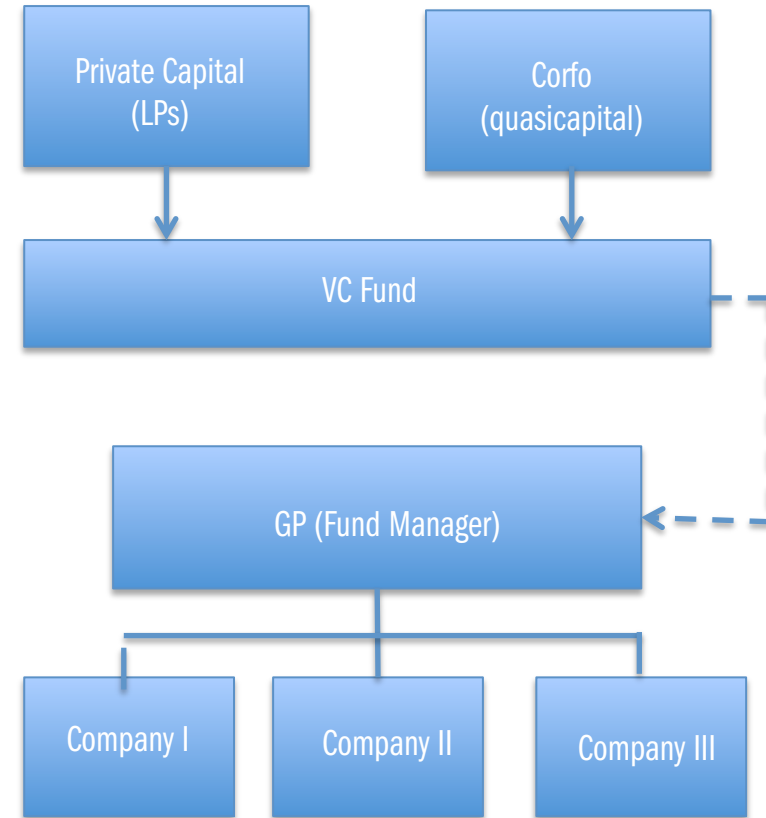 Private Capital
(LPs)
Corfo
(quasicapital)
VC Fund
GP (Fund Manager)
Company I
Company II
Company III